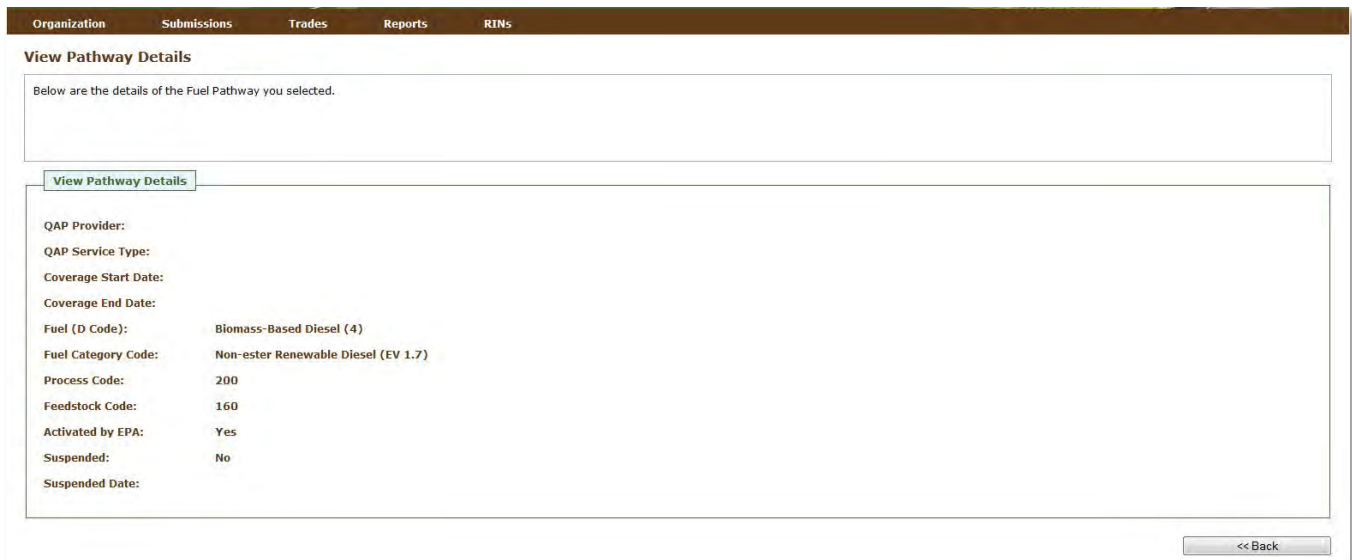 Organization Submissions Trades Reports RINs
View Pathway Details
Below are the details of the Fuel Pathway you selected.
View Pathway Details
QAP Provider:
QAP Service Type:
Coverage Start Date:
Coverage End Date:
Fuel (D Code): Biomass-Based Diesel (4)
Fuel Category Code: Non-ester Renewable Diesel (EV 1.7)
Process Code: 200
Feedstock Code: 160
Activated by EPA: Yes
Suspended: No
Suspended Date:
<< Back